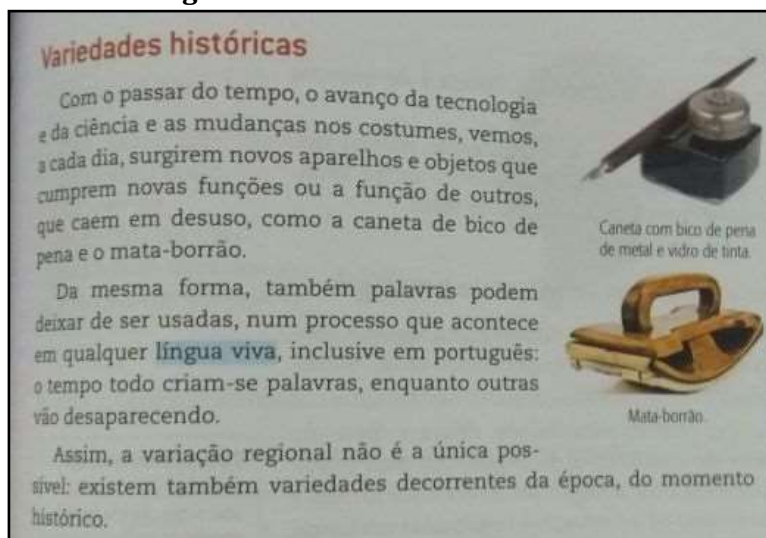 Variedades históricas
Com o passar do tempo, o avanço da tecnologia
e da ciência e as mudanças nos costumes, vemos,
a cada dia, surgirem novos aparelhos e objetos que
cumprem novas funções ou a função de outros,
que caem em desuso, como a caneta de bico de
pena e o mata-borrão.
Caneta com bico de pena
de metal e vidro de tinta.
Da mesma forma, também palavras podem
deixar de ser usadas, num processo que acontece
em qualquer língua viva, inclusive em português:
o tempo todo criam-se palavras, enquanto outras
vão desaparecendo.
Mata-borrão.
Assim, a variação regional não é a única pos-
sível: existem também variedades decorrentes da época, do momento
histórico.